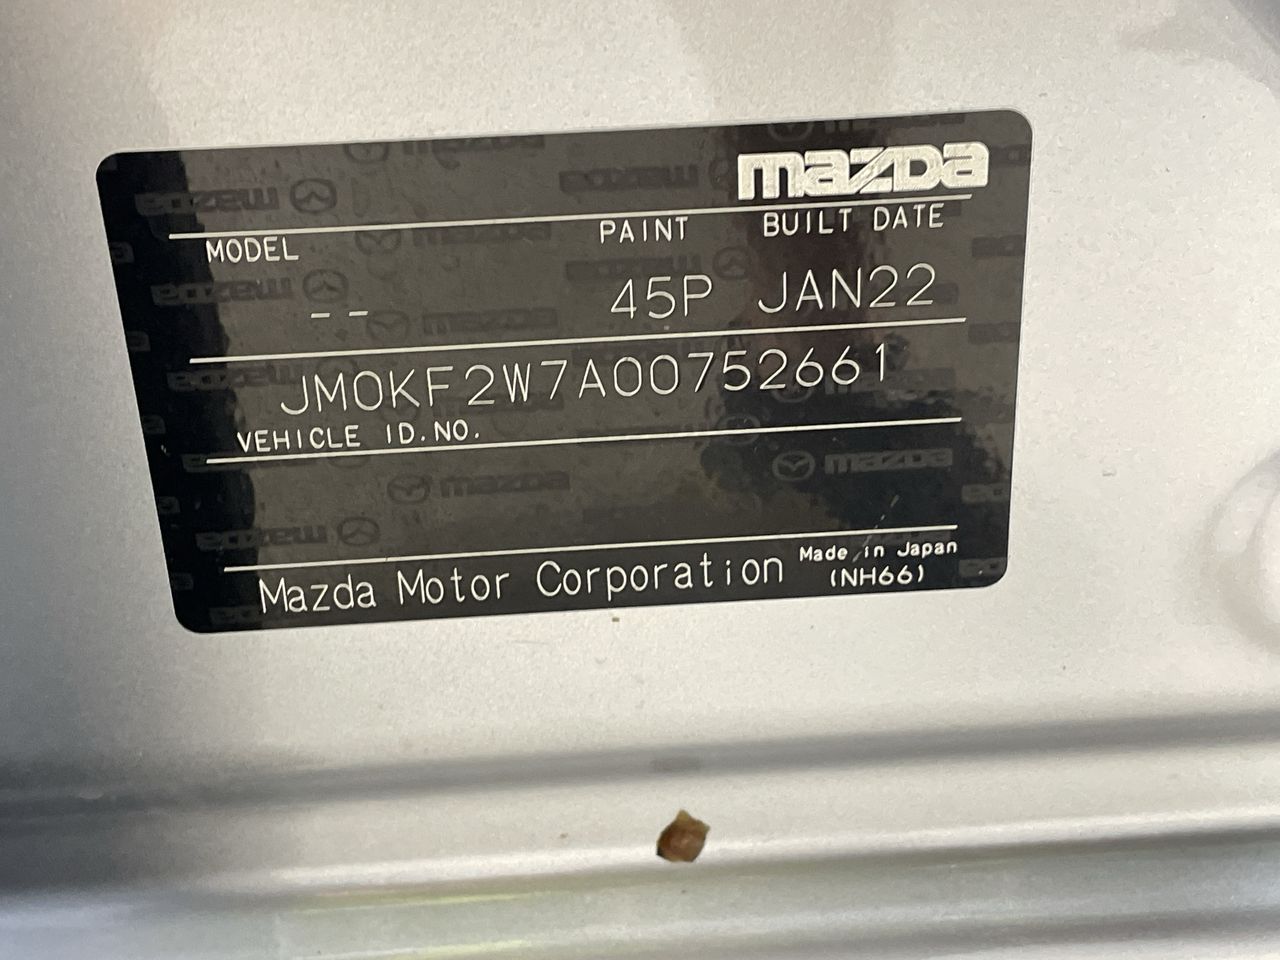 mazda
MODEL PAINT BUILT DATE
-- 45P JAN22
JM0KF2W7A00752661
VEHICLE ID.NO.
Mazda Motor Corporation Made in Japan
(NH66)